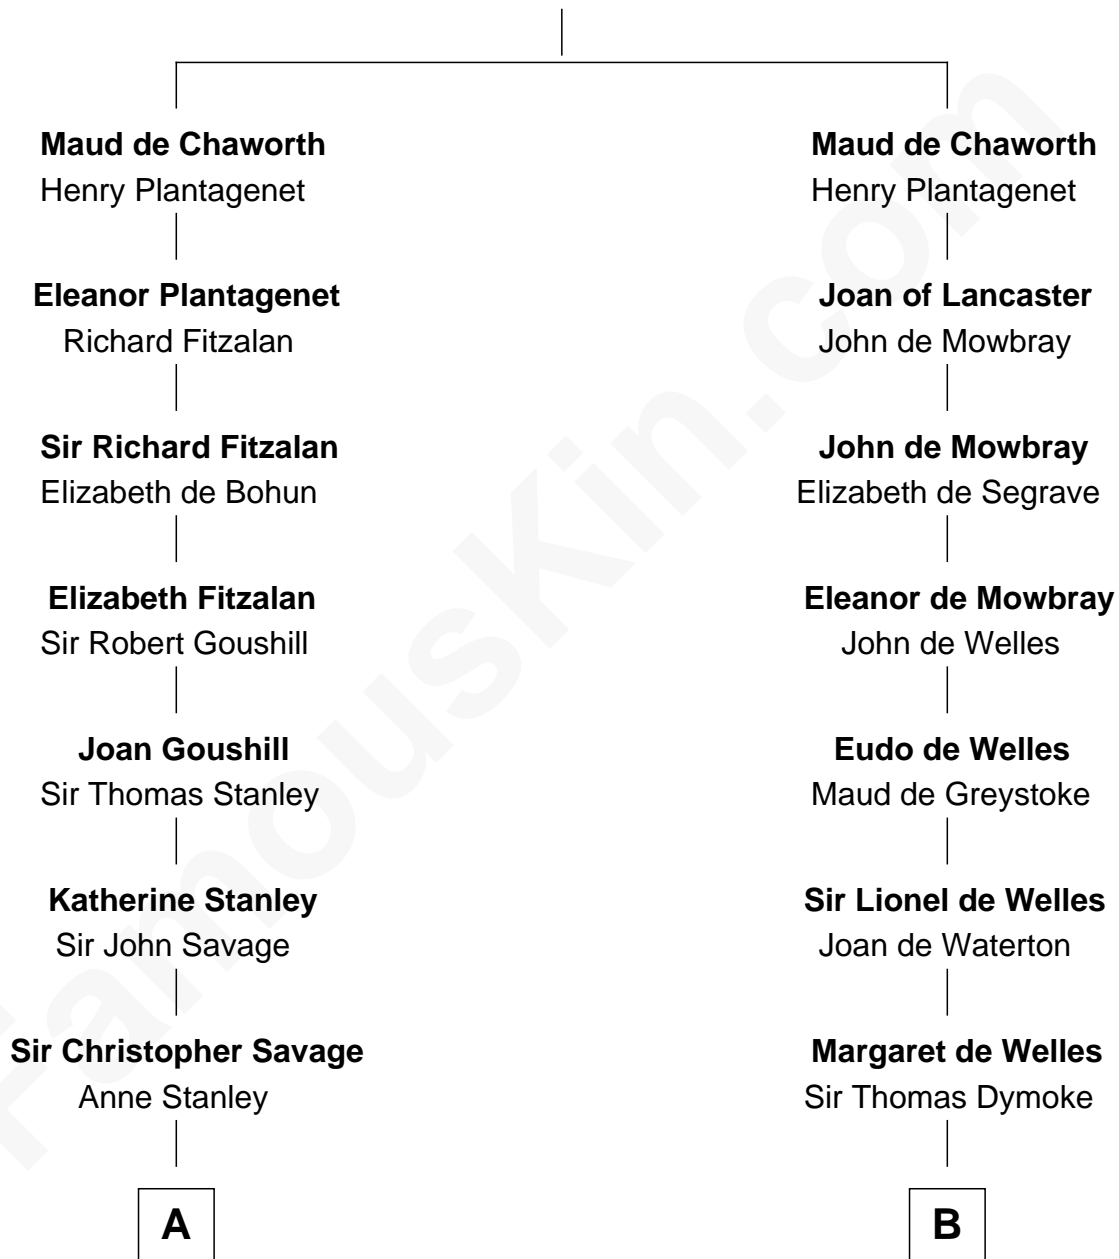 Maud de Chaworth
Henry Plantagenet
Eleanor Plantagenet
Richard Fitzalan
Sir Richard Fitzalan
Elizabeth de Bohun
Elizabeth Fitzalan
Sir Robert Goushill
Joan Goushill
Sir Thomas Stanley
Katherine Stanley
Sir John Savage
Sir Christopher Savage
Anne Stanley
A
Maud de Chaworth
Henry Plantagenet
Joan of Lancaster
John de Mowbray
John de Mowbray
Elizabeth de Segrave
Eleanor de Mowbray
John de Welles
Eudo de Welles
Maud de Greystoke
Sir Lionel de Welles
Joan de Waterton
Margaret de Welles
Sir Thomas Dymoke
B
FamousKin.com